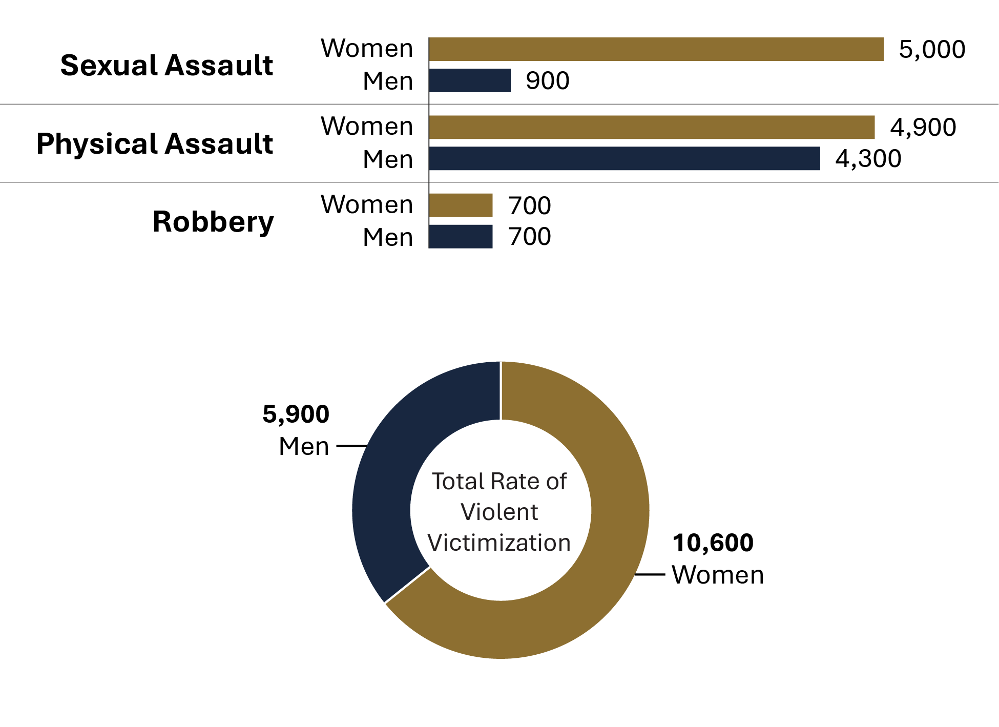 Sexual Assault
Women 5,000
Men 900
Physical Assault
Women 4,900
Men 4,300
Robbery
Women 700
Men 700
5,900
Men
Total Rate of
Violent
Victimization
10,600
Women